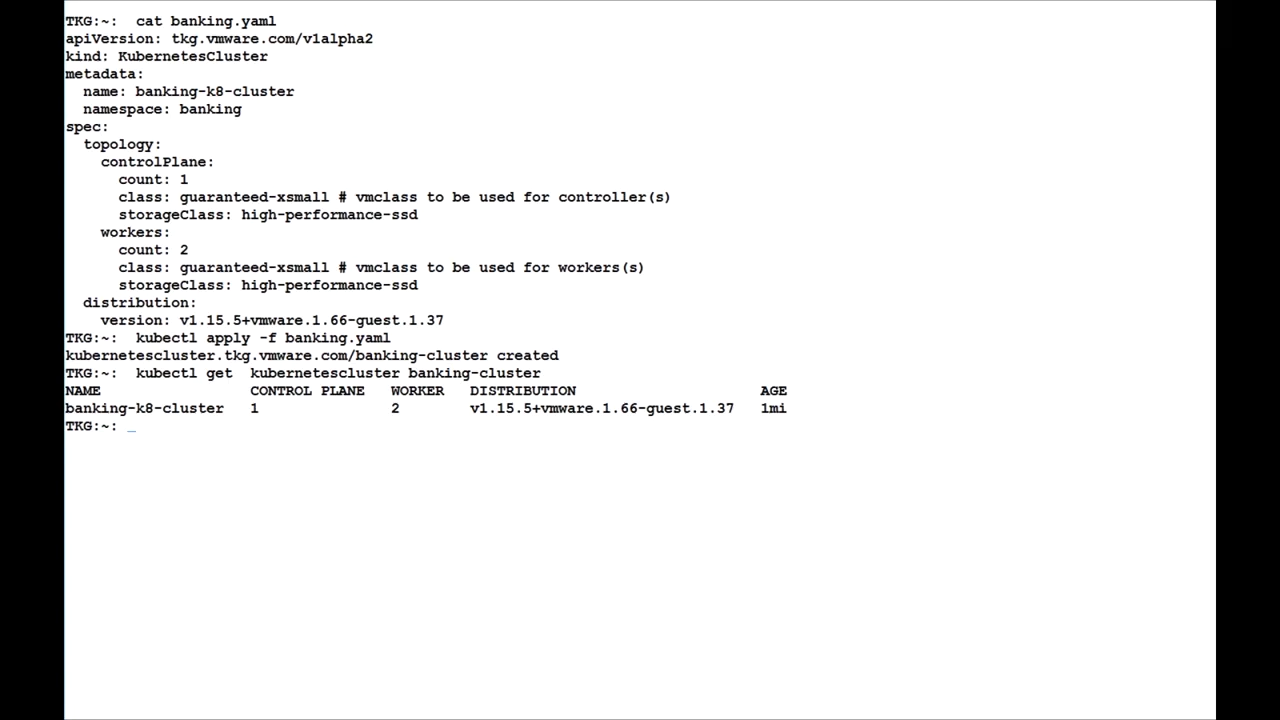 TKG:~:  cat banking.yaml
apiVersion: tkg.vmware.com/v1alpha2
kind: KubernetesCluster
metadata:
  name: banking-k8-cluster
  namespace: banking
spec:
  topology:
    controlPlane:
      count: 1
      class: guaranteed-xsmall # vmclass to be used for controller(s)
      storageClass: high-performance-ssd
    workers:
      count: 2
      class: guaranteed-xsmall # vmclass to be used for workers(s)
      storageClass: high-performance-ssd
  distribution:
    version: v1.15.5+vmware.1.66-guest.1.37
TKG:~:  kubectl apply -f banking.yaml
kubernetescluster.tkg.vmware.com/banking-cluster created
TKG:~:  kubectl get  kubernetescluster banking-cluster
NAME                 CONTROL PLANE   WORKER   DISTRIBUTION                     AGE
banking-k8-cluster   1               2        v1.15.5+vmware.1.66-guest.1.37   1mi
TKG:~: _